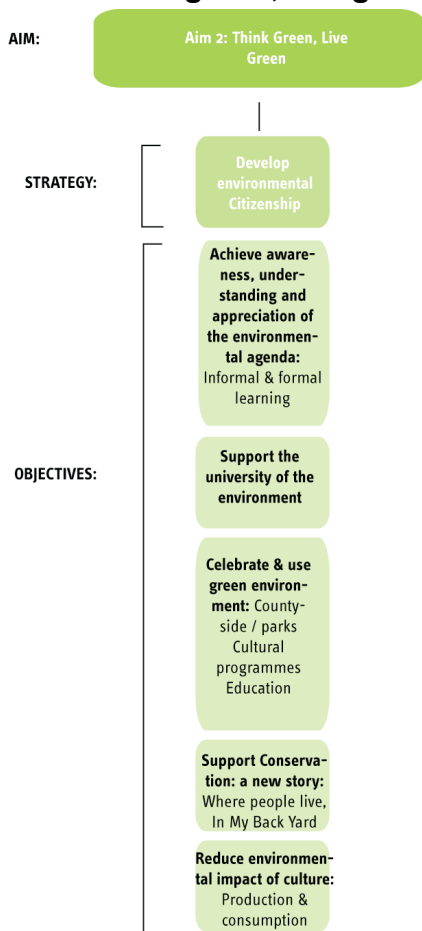 AIM:
Aim 2: Think Green, Live
Green
STRATEGY:
Develop
environmental
Citizenship
OBJECTIVES:
Achieve aware-
ness, under-
standing and
appreciation of
the environmen-
tal agenda:
Informal & formal
learning
Support the
university of the
environment
Celebrate & use
green environ-
ment: County-
side / parks
Cultural
programmes
Education
Support Conserva-
tion: a new story:
Where people live,
In My Back Yard
Reduce environmen-
tal impact of culture:
Production &
consumption